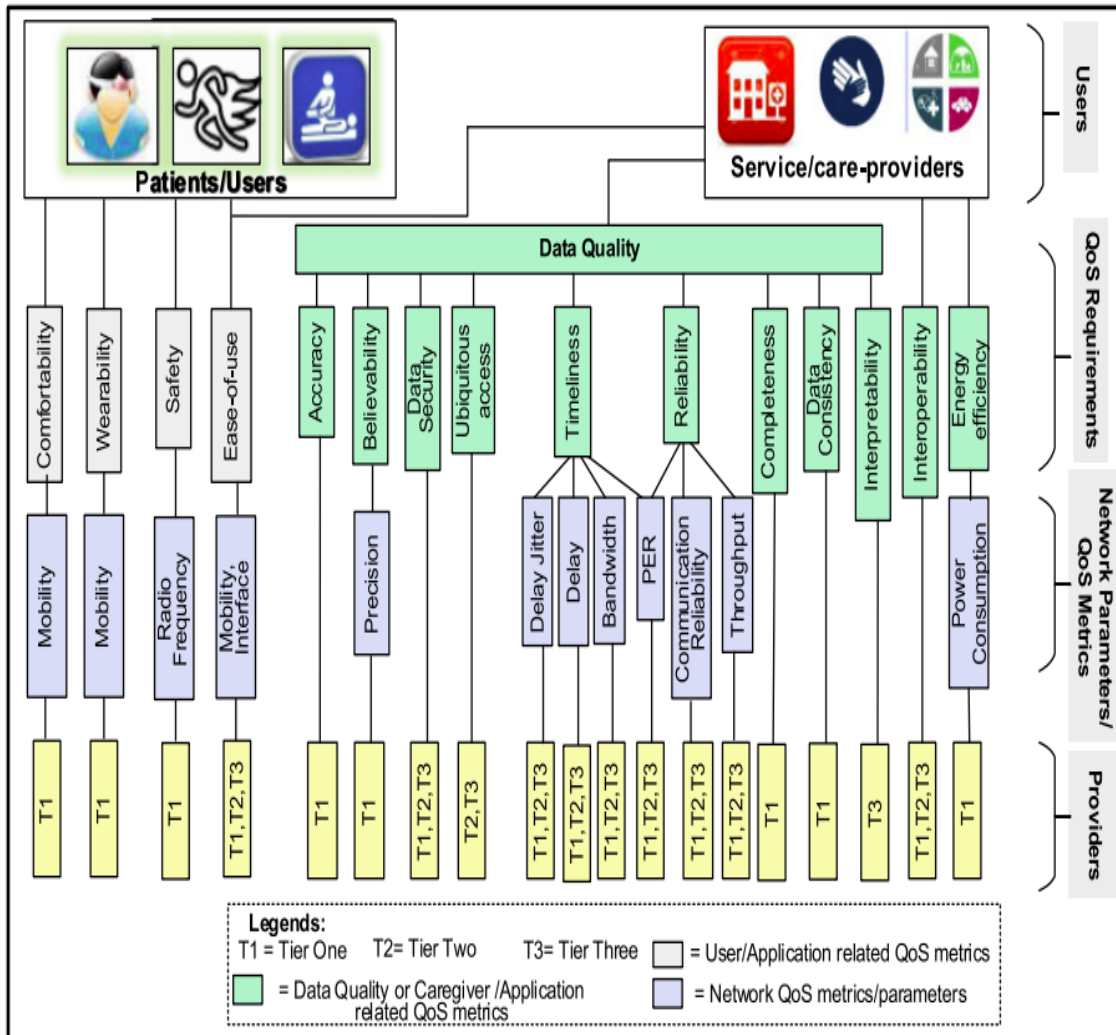 Patients/Users
Service/care-providers
Users
Data Quality
QoS Requirements
Comfortability
Wearability
Safety
Ease-of-use
Accuracy
Believability
Data
Security
Ubiquitous
access
Timeliness
Reliability
Completeness
Data
Consistency
Interpretability
Interoperability
Energy
efficiency
Network Parameters/
QoS Metrics
Mobility
Mobility
Radio
Frequency
Mobility,
Interface
Precision
Delay Jitter
Delay
Bandwidth
PER
Communication
Reliability
Throughput
Power
Consumption
Providers
T1
T1
T1
T1,T2,T3
T1
T1
T1,T2,T3
T2,T3
T1,T2,T3
T1,T2,T3
T1,T2,T3
T1,T2,T3
T1,T2,T3
T1,T2,T3
T1
T1
T3
T1,T2,T3
T1
Legends:
T1 = Tier One T2= Tier Two T3= Tier Three
= User/Application related QoS metrics
= Data Quality or Caregiver /Application
related QoS metrics
= Network QoS metrics/parameters